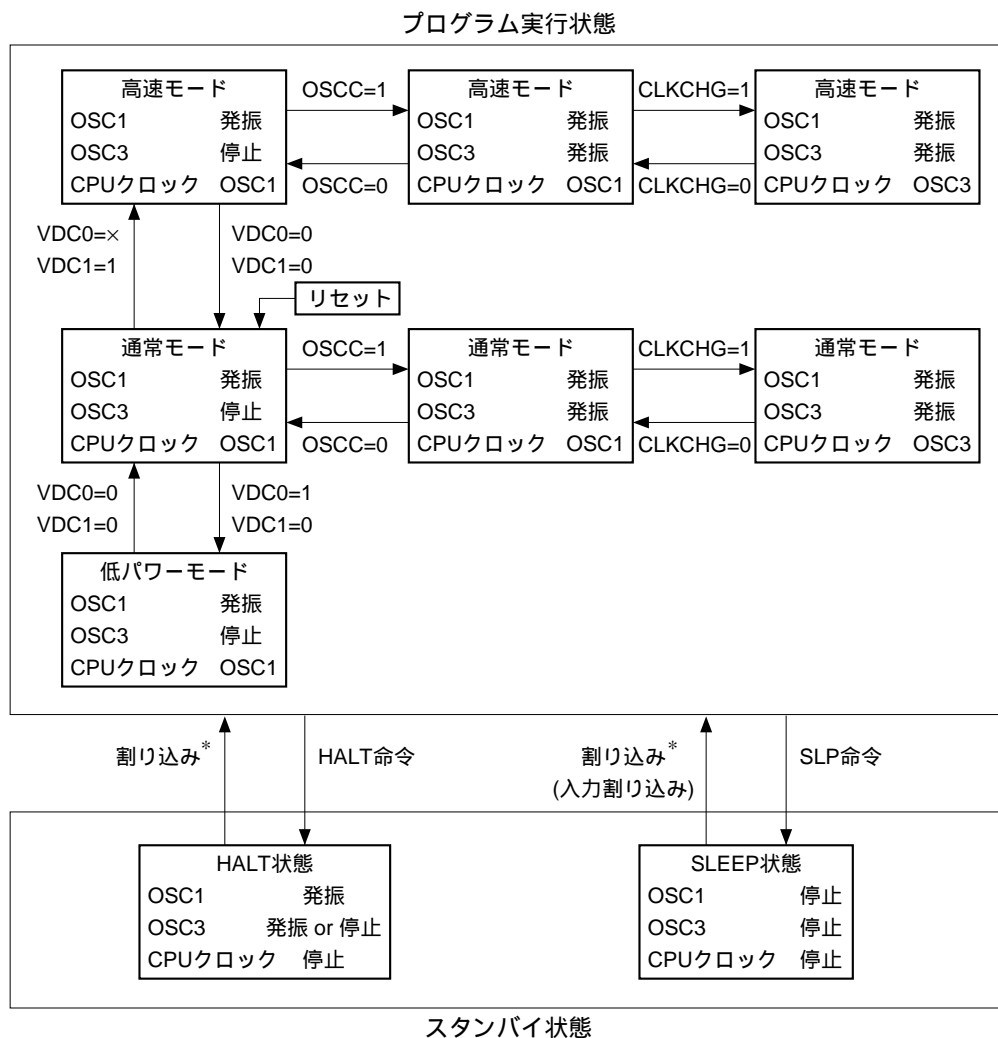 プログラム実行状態
高速モード
OSC1 発振
OSC3 停止
CPUクロック OSC1
OSCC=1
OSCC=0
高速モード
OSC1 発振
OSC3 発振
CPUクロック OSC1
CLKCHG=1
CLKCHG=0
高速モード
OSC1 発振
OSC3 発振
CPUクロック OSC3
VDC0=×
VDC1=1
VDC0=0
VDC1=0
リセット
通常モード
OSC1 発振
OSC3 停止
CPUクロック OSC1
OSCC=1
OSCC=0
通常モード
OSC1 発振
OSC3 発振
CPUクロック OSC1
CLKCHG=1
CLKCHG=0
通常モード
OSC1 発振
OSC3 発振
CPUクロック OSC3
VDC0=0
VDC1=0
VDC0=1
VDC1=0
低パワーモード
OSC1 発振
OSC3 停止
CPUクロック OSC1
割り込み*
HALT命令
割り込み*
(入力割り込み)
SLP命令
HALT状態
OSC1 発振
OSC3 発振 or 停止
CPUクロック 停止
SLEEP状態
OSC1 停止
OSC3 停止
CPUクロック 停止
スタンバイ状態